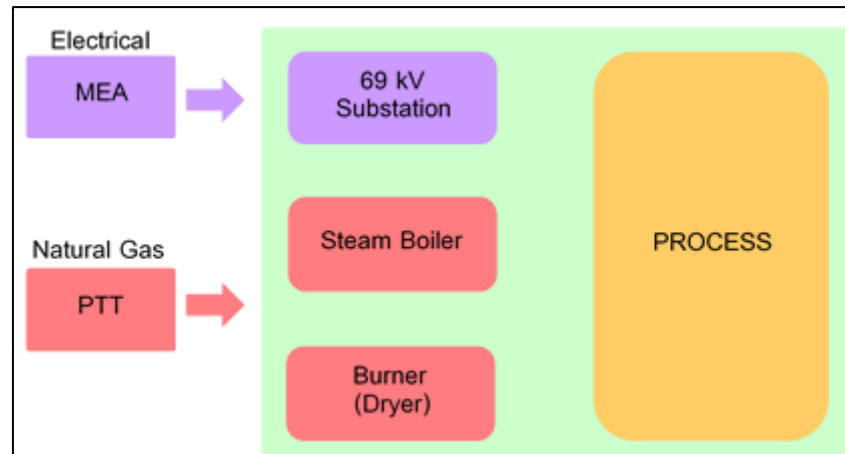 Electrical
MEA
69 kV
Substation
Steam Boiler
PROCESS
Natural Gas
PTT
Burner
(Dryer)